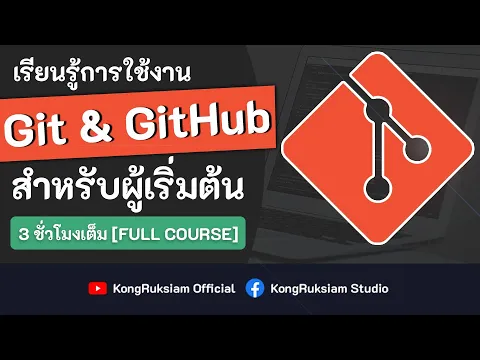 เรียนรู้การใช้งาน
Git & GitHub
สำหรับผู้เริ่มต้น
3 ชั่วโมงเต็ม [FULL COURSE]
KongRuksiam Official KongRuksiam Studio